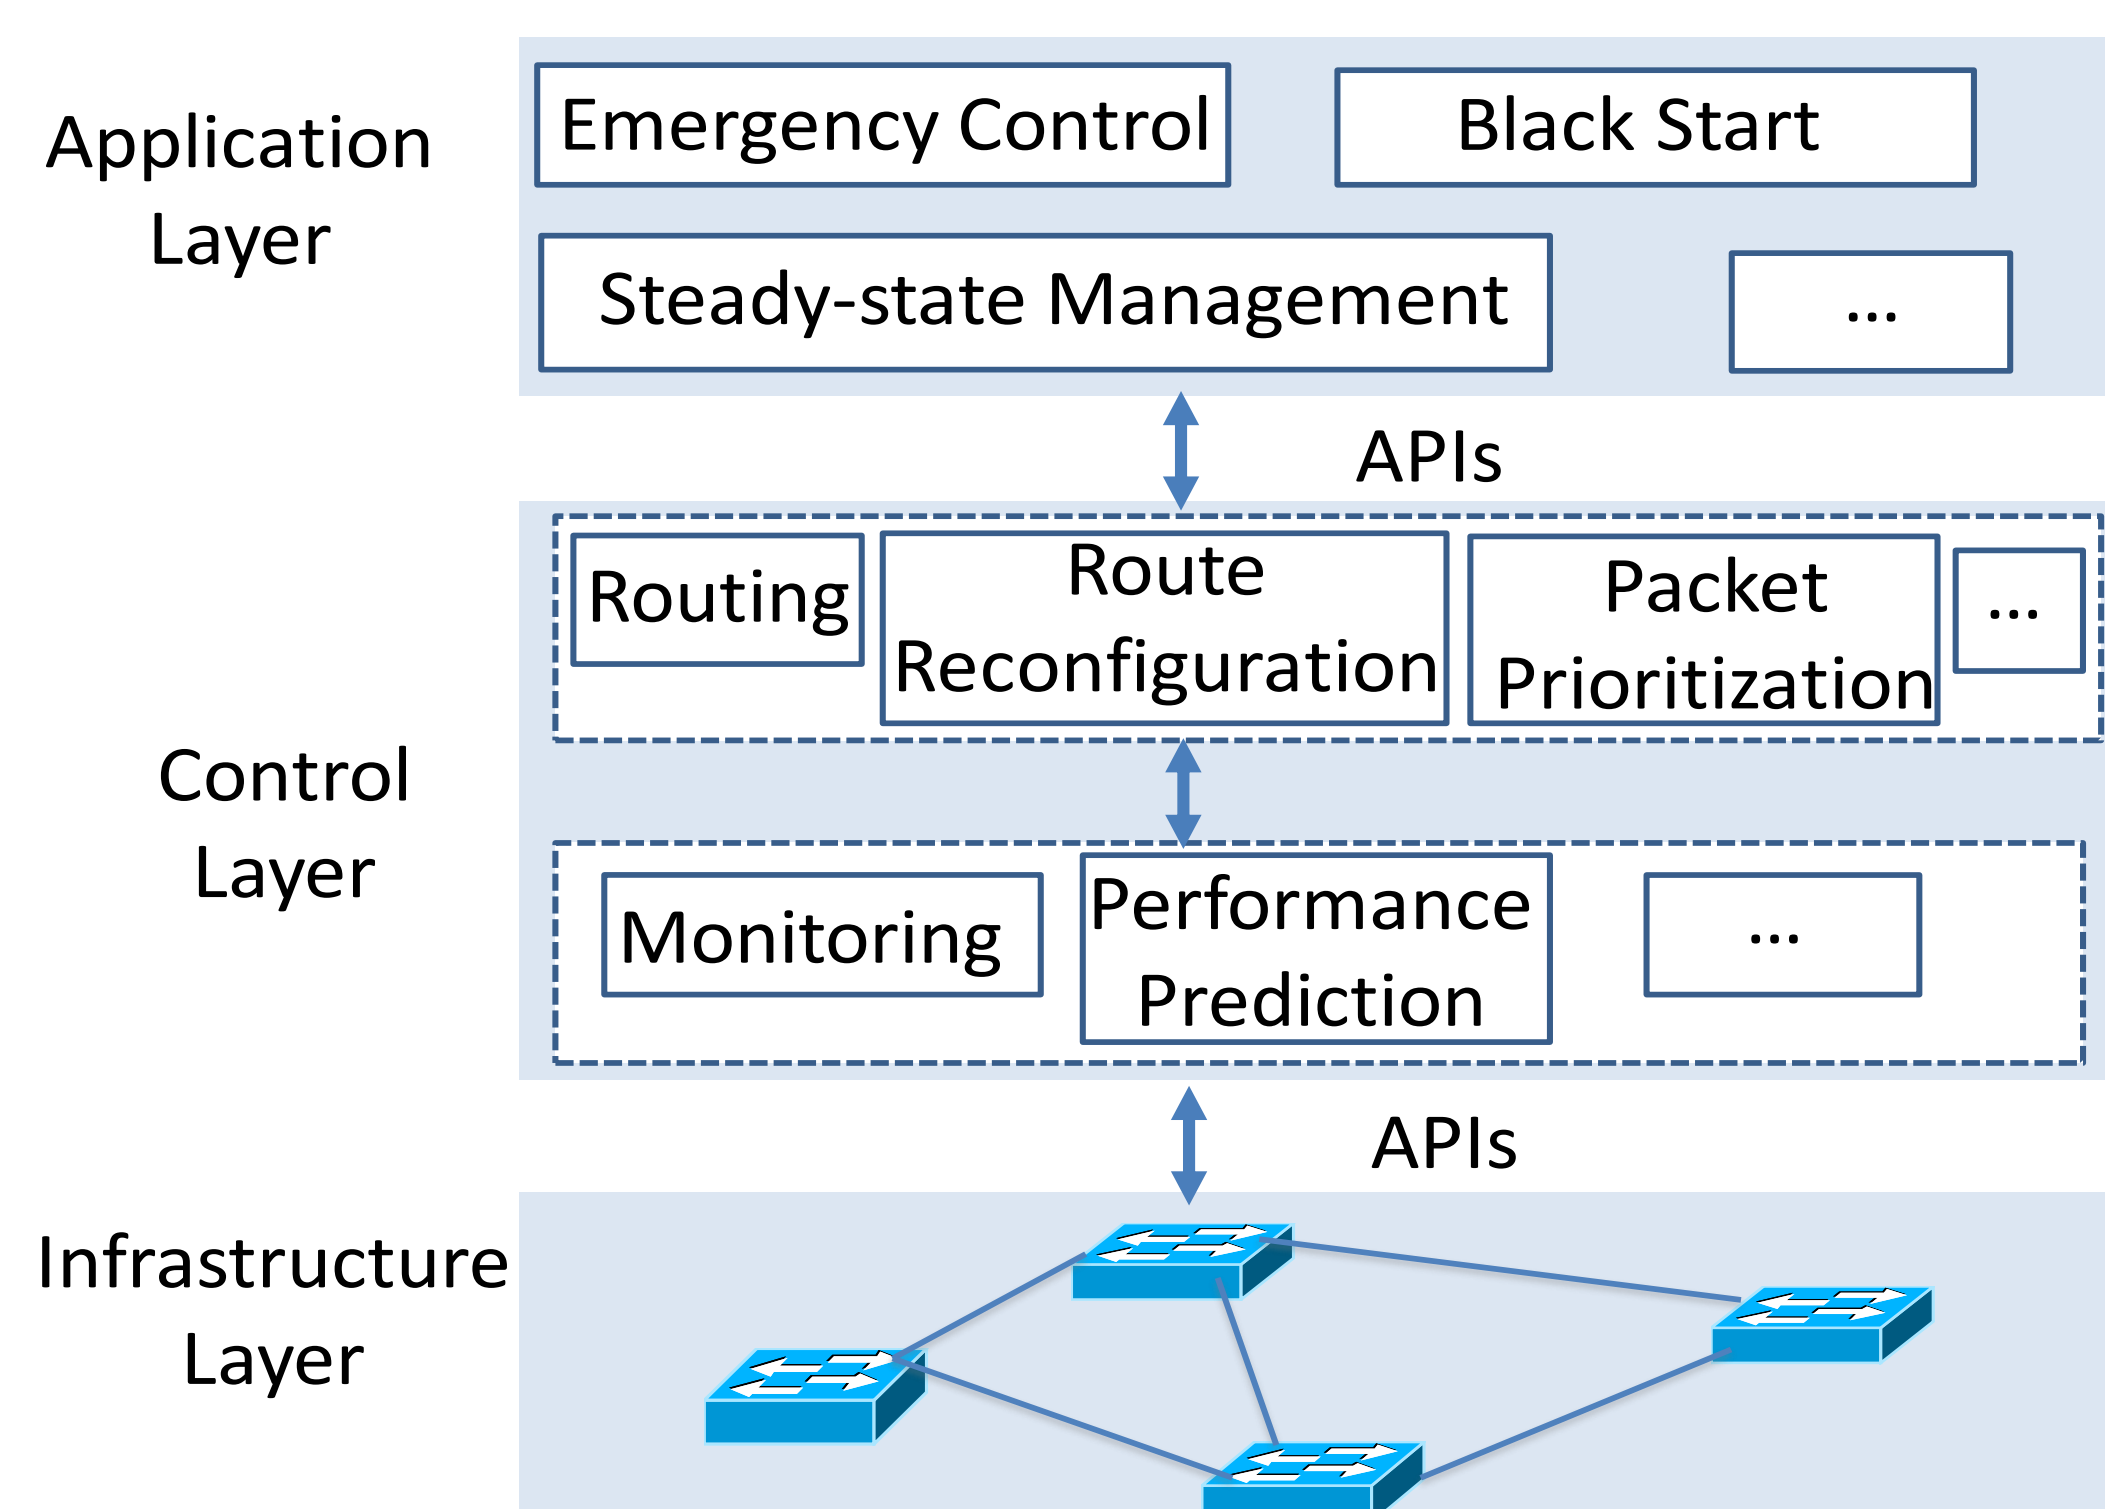 Application
Layer
Emergency Control
Black Start
Steady-state Management
...
APIs
Control
Layer
Routing
Route
Reconfiguration
Packet
Prioritization
...
Monitoring
Performance
Prediction
...
APIs
Infrastructure
Layer